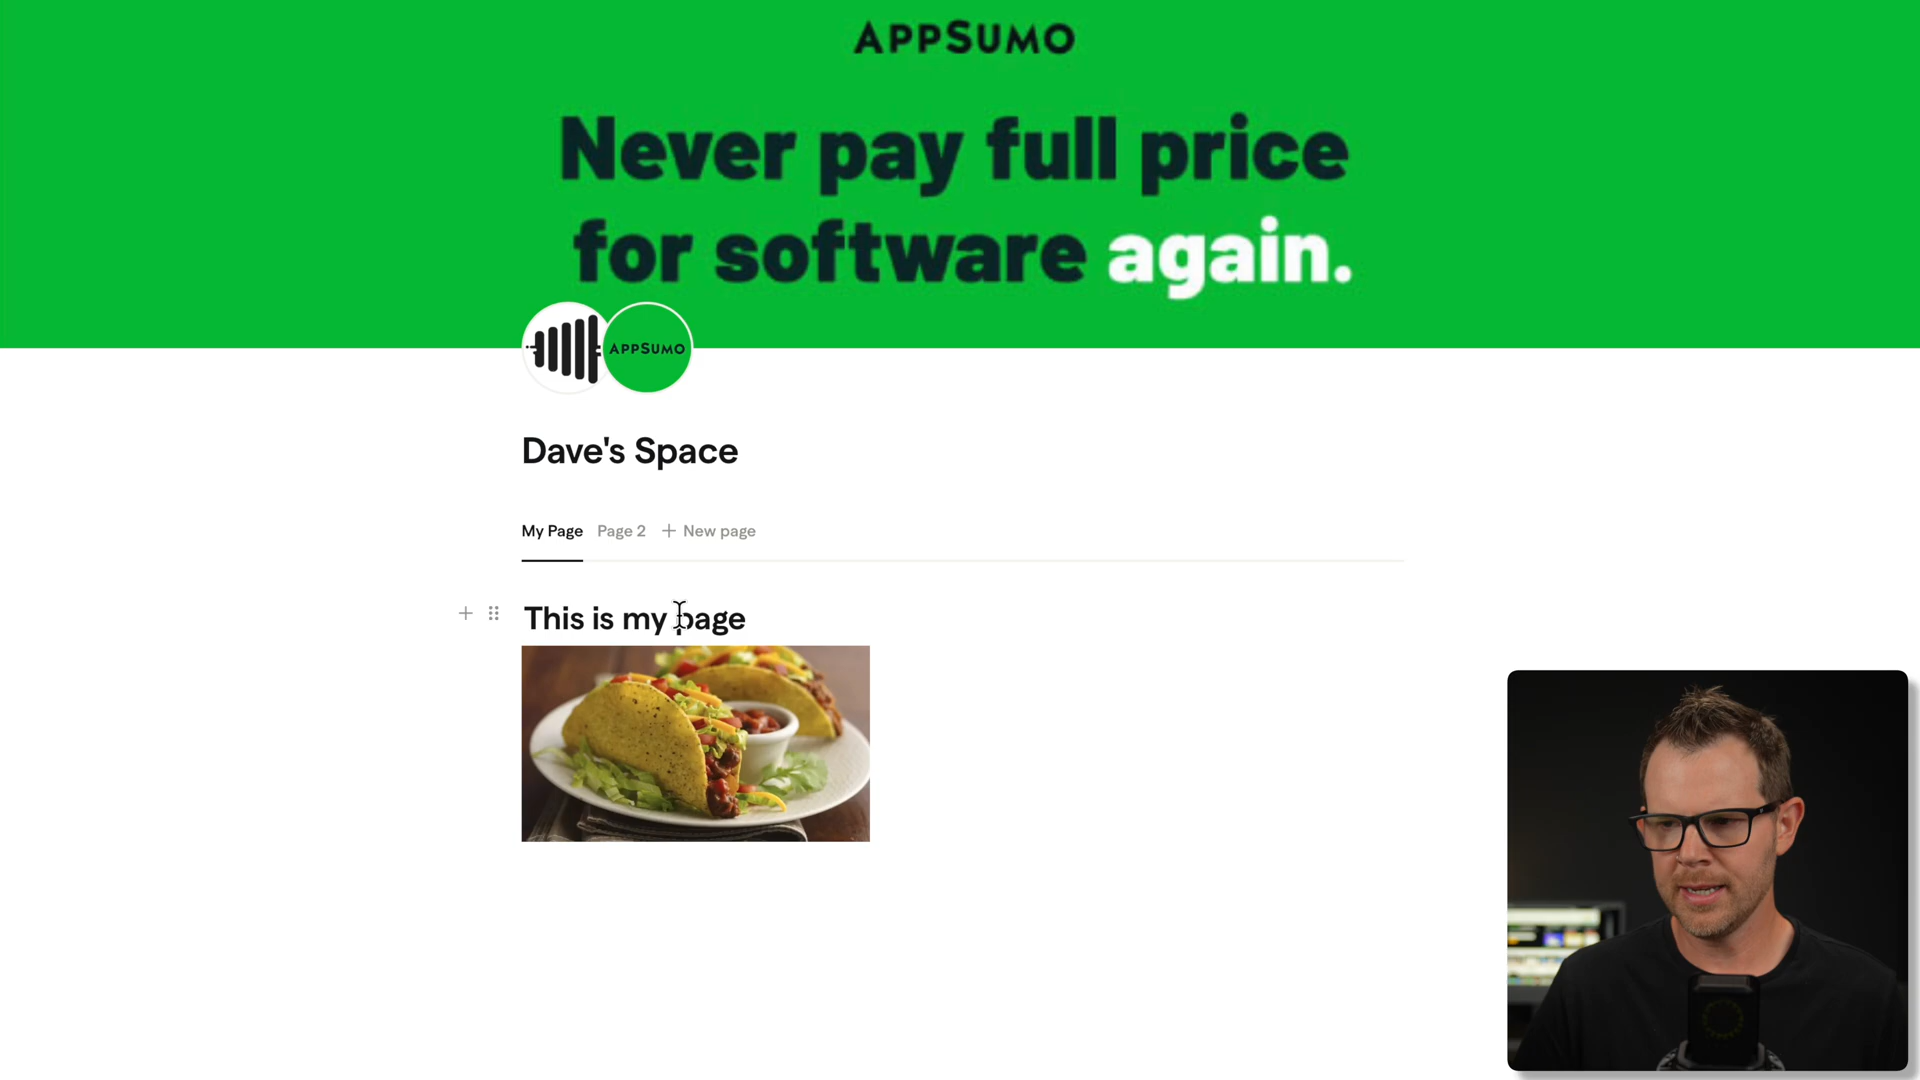 APPSUMO
Never pay full price
for software again.
APPSUMO
Dave's Space
My Page Page 2 + New page
This is my page